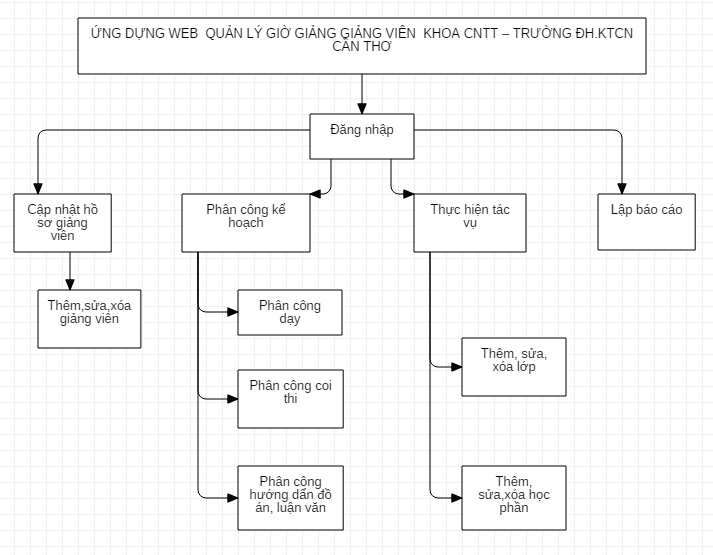 ỨNG DỰNG WEB QUẢN LÝ GIỜ GIẢNG GIẢNG VIÊN KHOA CNTT – TRƯỜNG ĐH.KTCN
CẦN THƠ
Đăng nhập
Cập nhật hồ
sơ giảng
viên
Phân công kế
hoạch
Thực hiện tác
vụ
Lập báo cáo
Thêm,sửa,xóa
giảng viên
Phân công
dạy
Thêm, sửa,
xóa lớp
Phân công coi
thi
Phân công
hướng dẩn đồ
án, luận văn
Thêm,
sửa,xóa học
phần